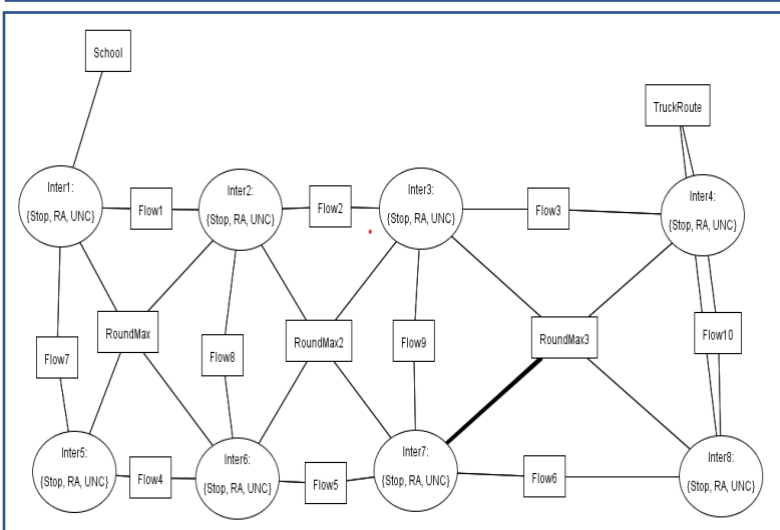 School
TruckRoute
Inter1:
{Stop, RA, UNC}
Flow1
Inter2:
{Stop, RA, UNC}
Flow2
Inter3:
{Stop, RA, UNC}
Flow3
Inter4:
{Stop, RA, UNC}
Flow7
RoundMax
Flow8
RoundMax2
Flow9
RoundMax3
Flow10
Inter5:
{Stop, RA, UNC}
Flow4
Inter6:
{Stop, RA, UNC}
Flow5
Inter7:
{Stop, RA, UNC}
Flow6
Inter8:
{Stop, RA, UNC}